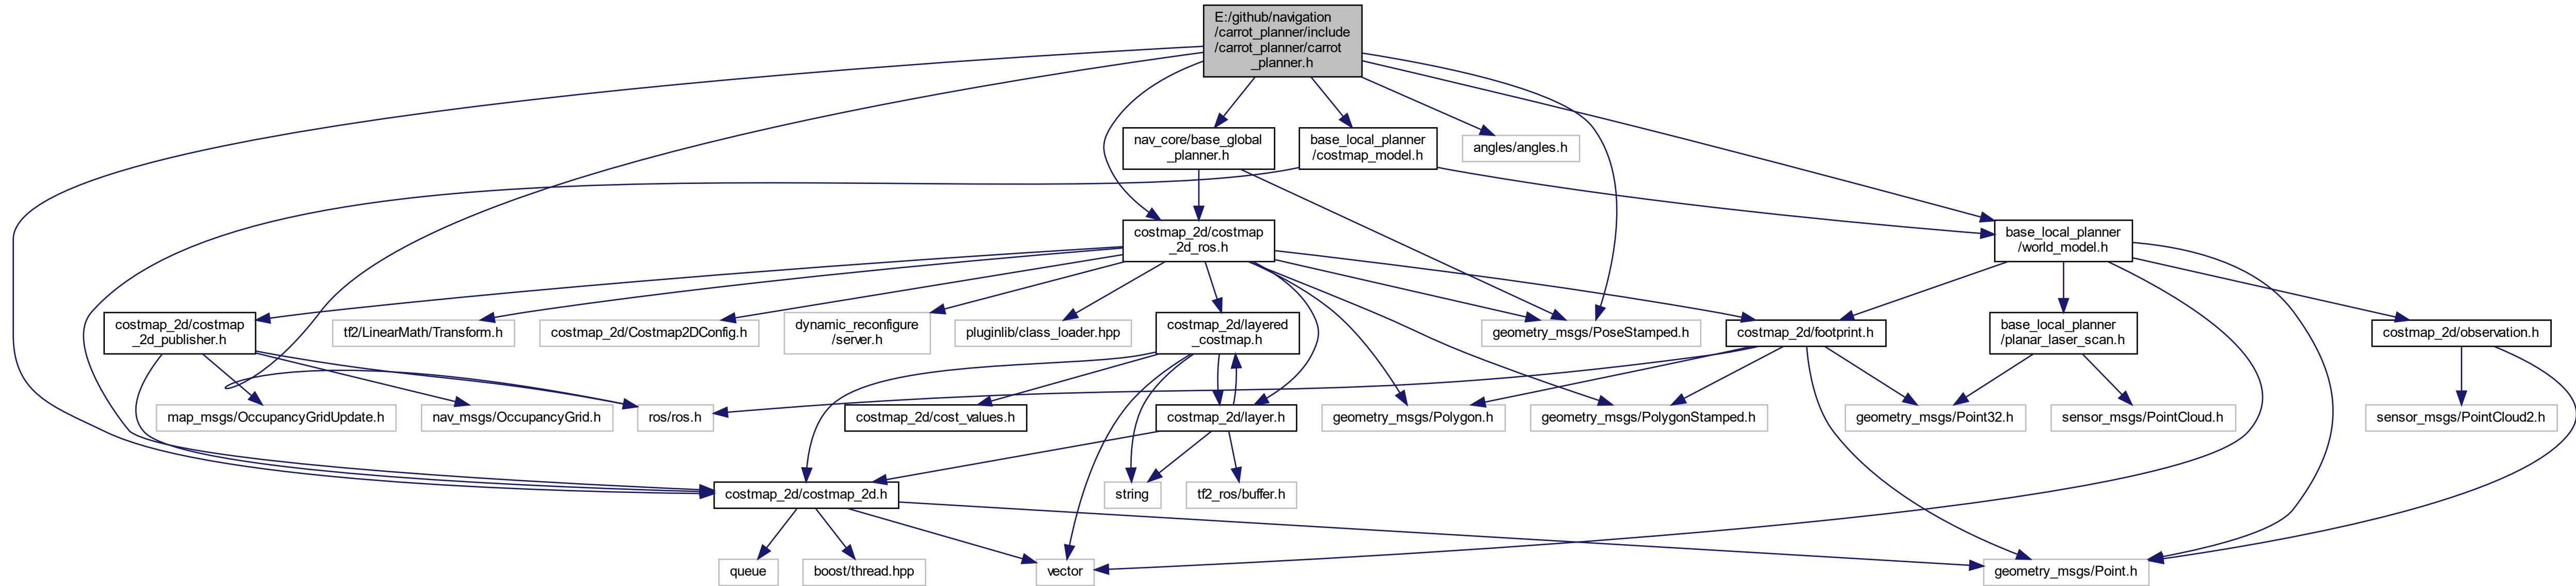 E:/github/navigation
/carrot_planner/include
/carrot_planner/carrot
_planner.h
nav_core/base_global
_planner.h
base_local_planner
/costmap_model.h
angles/angles.h
costmap_2d/costmap
_2d_ros.h
base_local_planner
/world_model.h
costmap_2d/costmap
_2d_publisher.h
tf2/LinearMath/Transform.h
costmap_2d/Costmap2DConfig.h
dynamic_reconfigure
/server.h
pluginlib/class_loader.hpp
costmap_2d/layered
_costmap.h
geometry_msgs/PoseStamped.h
costmap_2d/footprint.h
base_local_planner
/planar_laser_scan.h
costmap_2d/observation.h
map_msgs/OccupancyGridUpdate.h
nav_msgs/OccupancyGrid.h
ros/ros.h
costmap_2d/cost_values.h
costmap_2d/layer.h
geometry_msgs/Polygon.h
geometry_msgs/PolygonStamped.h
geometry_msgs/Point32.h
sensor_msgs/PointCloud.h
sensor_msgs/PointCloud2.h
costmap_2d/costmap_2d.h
string
tf2_ros/buffer.h
queue
boost/thread.hpp
vector
geometry_msgs/Point.h